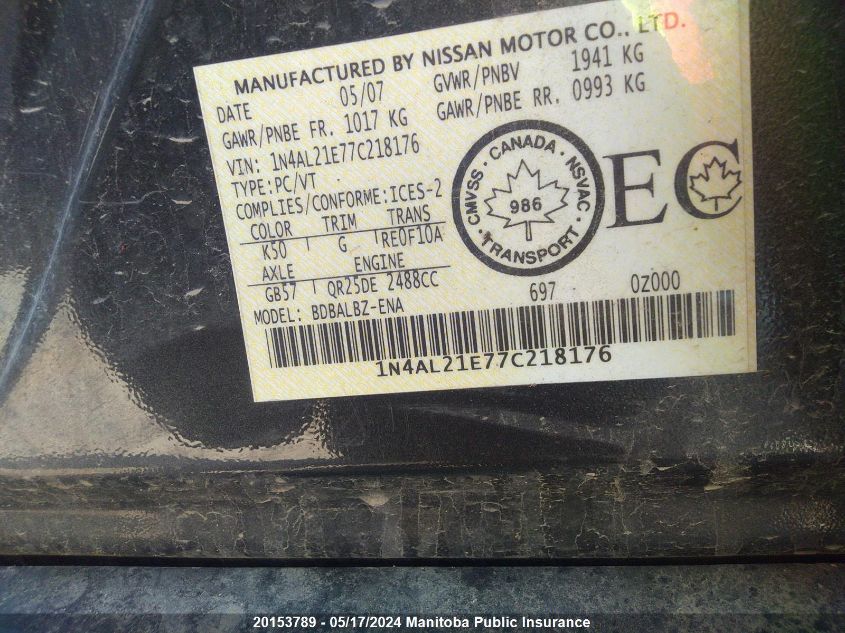 MANUFACTURED BY NISSAN MOTOR CO., LTD.
DATE 05/07 GVWR/PNBV 1941 KG
GAWR/PNBE FR. 1017 KG GAWR/PNBE RR. 0993 KG
VIN: 1N4AL21E77C218176
TYPE:PC/VT
COMPLIES/CONFORME:ICES-2
COLOR TRIM TRANS
K50 G RE0F10A
AXLE ENGINE
GB57 QR25DE 2488CC
MODEL: BDBALBZ-ENA
CMVSS · CANADA · NSVAC
986
TRANSPORT
EC
697 0Z000
1N4AL21E77C218176
20153789 - 05/17/2024 Manitoba Public Insurance